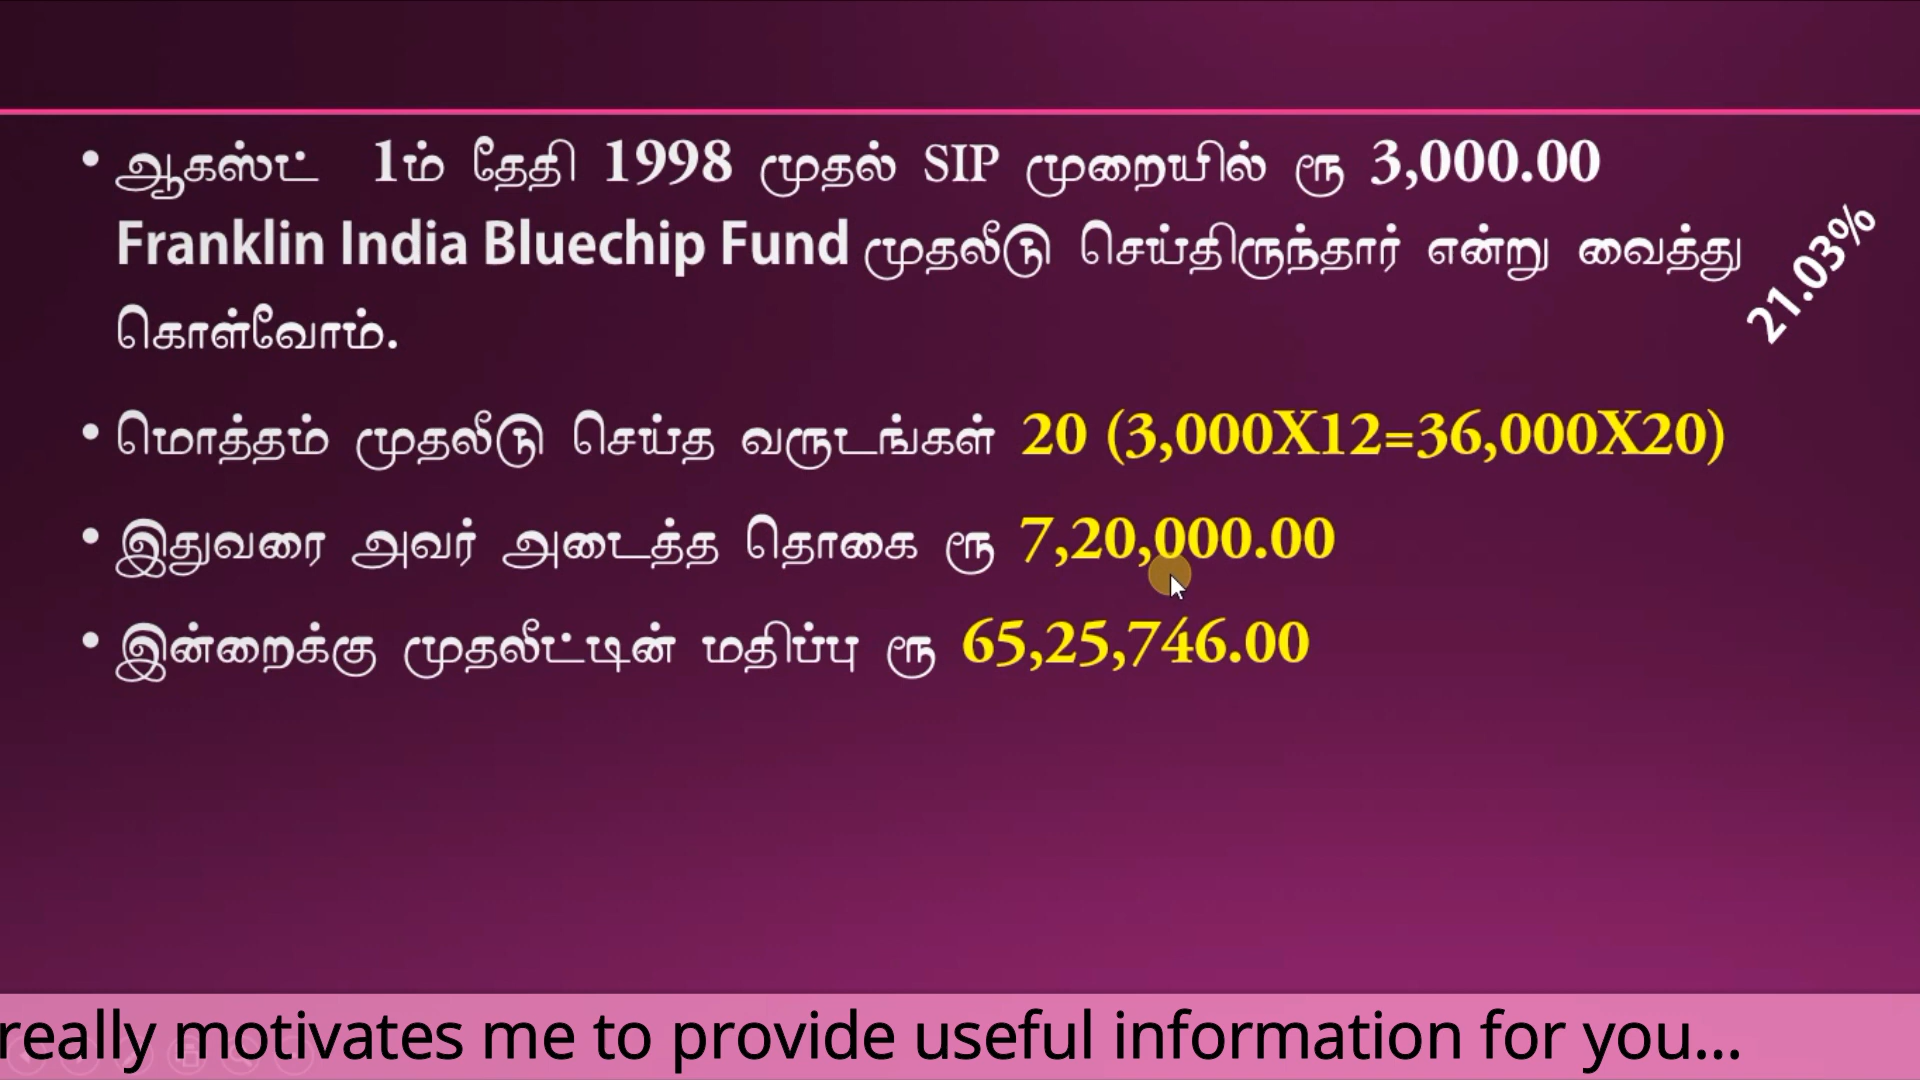 • ஆகஸ்ட் 1ம் தேதி 1998 முதல் SIP முறையில் ரூ 3,000.00
Franklin India Bluechip Fund முதலீடு செய்திருந்தார் என்று வைத்து
கொள்வோம்.
21.03%
• மொத்தம் முதலீடு செய்த வருடங்கள் 20 (3,000X12=36,000X20)
• இதுவரை அவர் அடைத்த தொகை ரூ 7,20,000.00
• இன்றைக்கு முதலீட்டின் மதிப்பு ரூ 65,25,746.00
really motivates me to provide useful information for you...